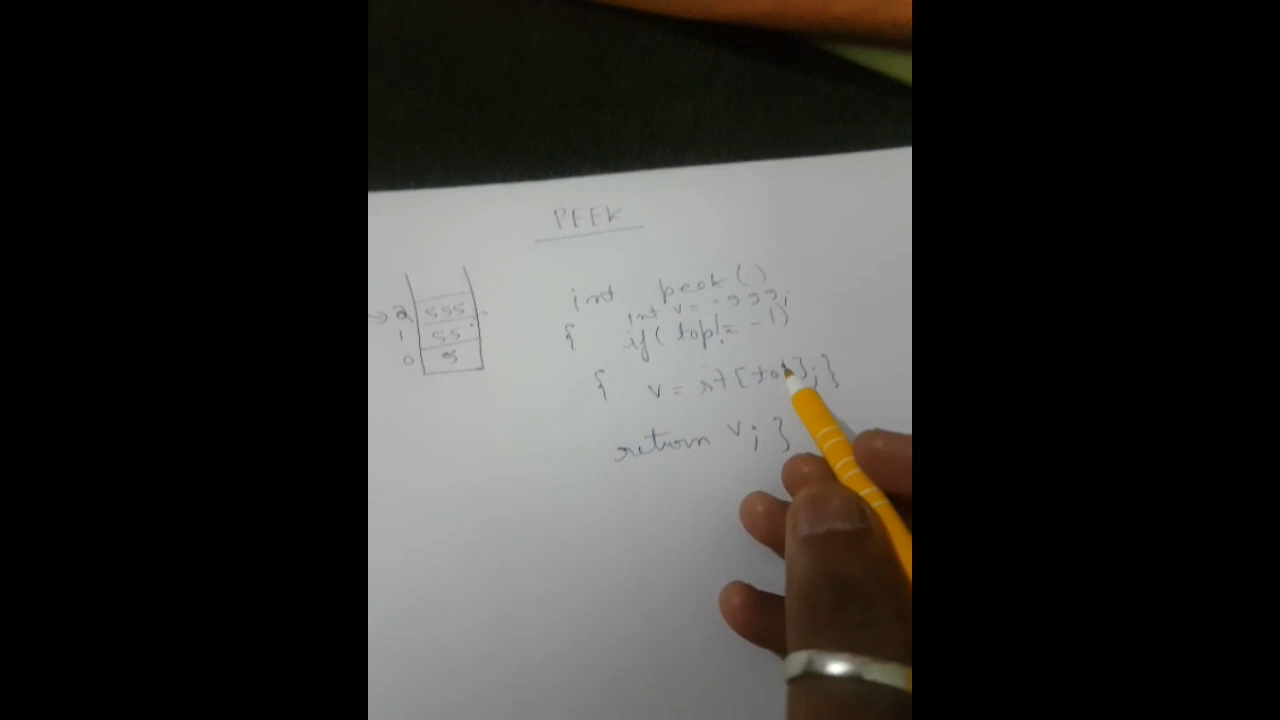 PEEK
int peek()
int v = -999;
{ if( top != -1)
{ v = st[top]; }
return v; }
→ 2 555
1 55
0 5